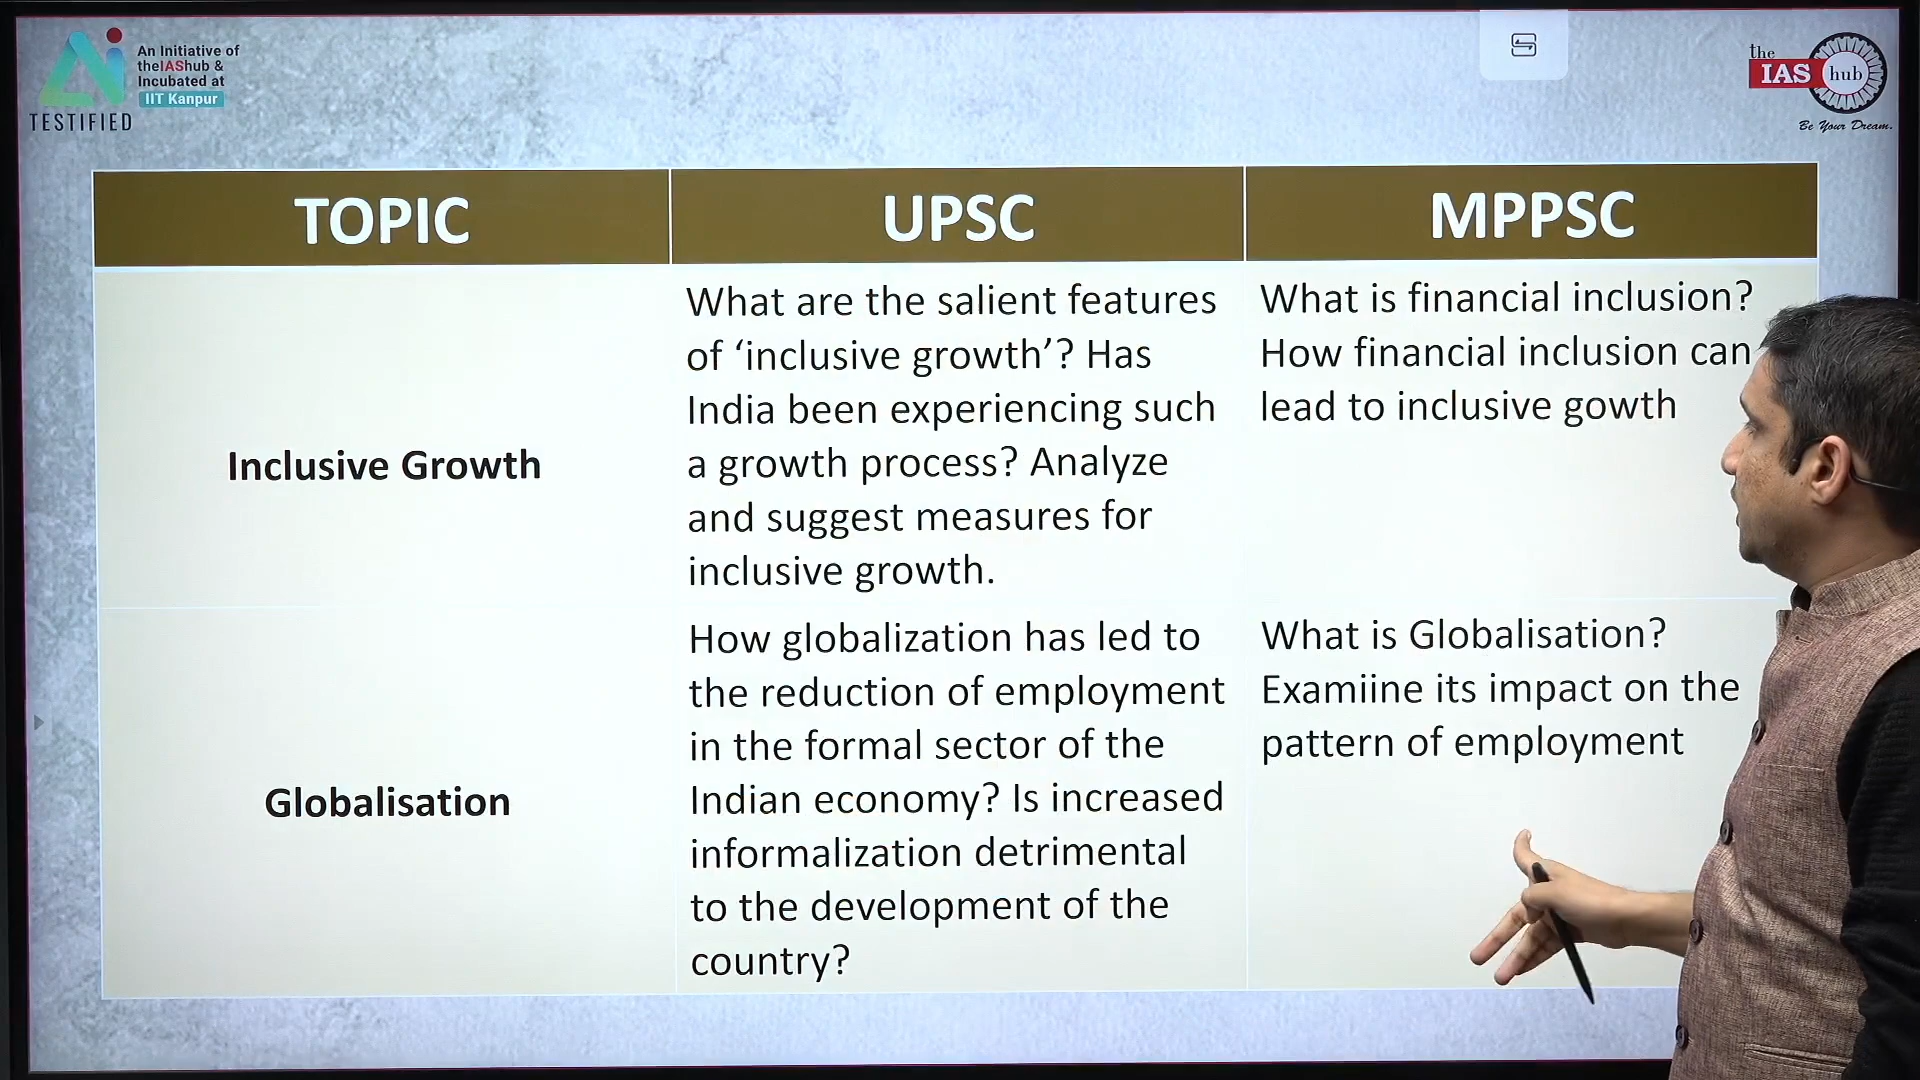 An Initiative of
theIAShub &
Incubated at
IIT Kanpur
TESTIFIED
the
IAS hub
Be Your Dream.
TOPIC
UPSC
MPPSC
Inclusive Growth
What are the salient features
of ‘inclusive growth’? Has
India been experiencing such
a growth process? Analyze
and suggest measures for
inclusive growth.
What is financial inclusion?
How financial inclusion can
lead to inclusive gowth
Globalisation
How globalization has led to
the reduction of employment
in the formal sector of the
Indian economy? Is increased
informalization detrimental
to the development of the
country?
What is Globalisation?
Examiine its impact on the
pattern of employment